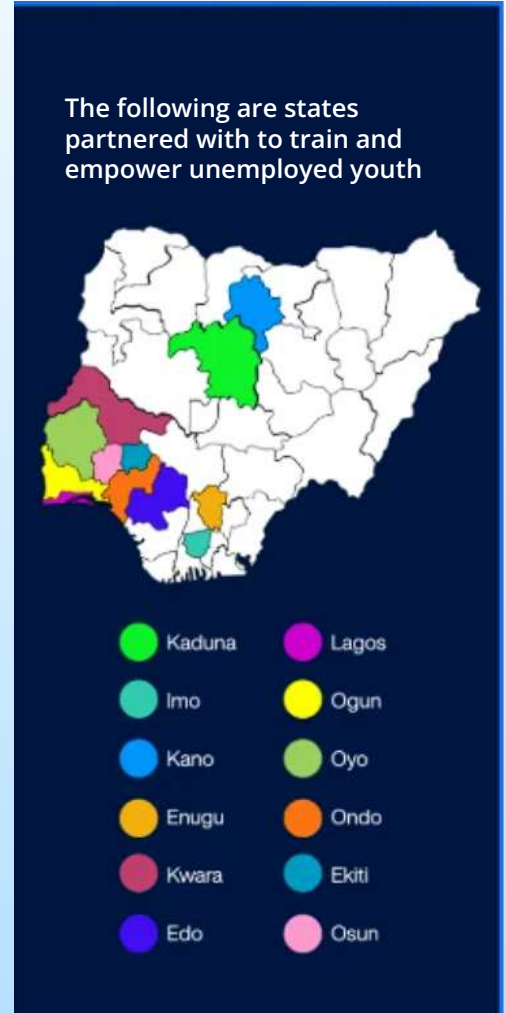 The following are states
partnered with to train and
empower unemployed youth
Kaduna
Lagos
Imo
Ogun
Kano
Oyo
Enugu
Ondo
Kwara
Ekiti
Edo
Osun